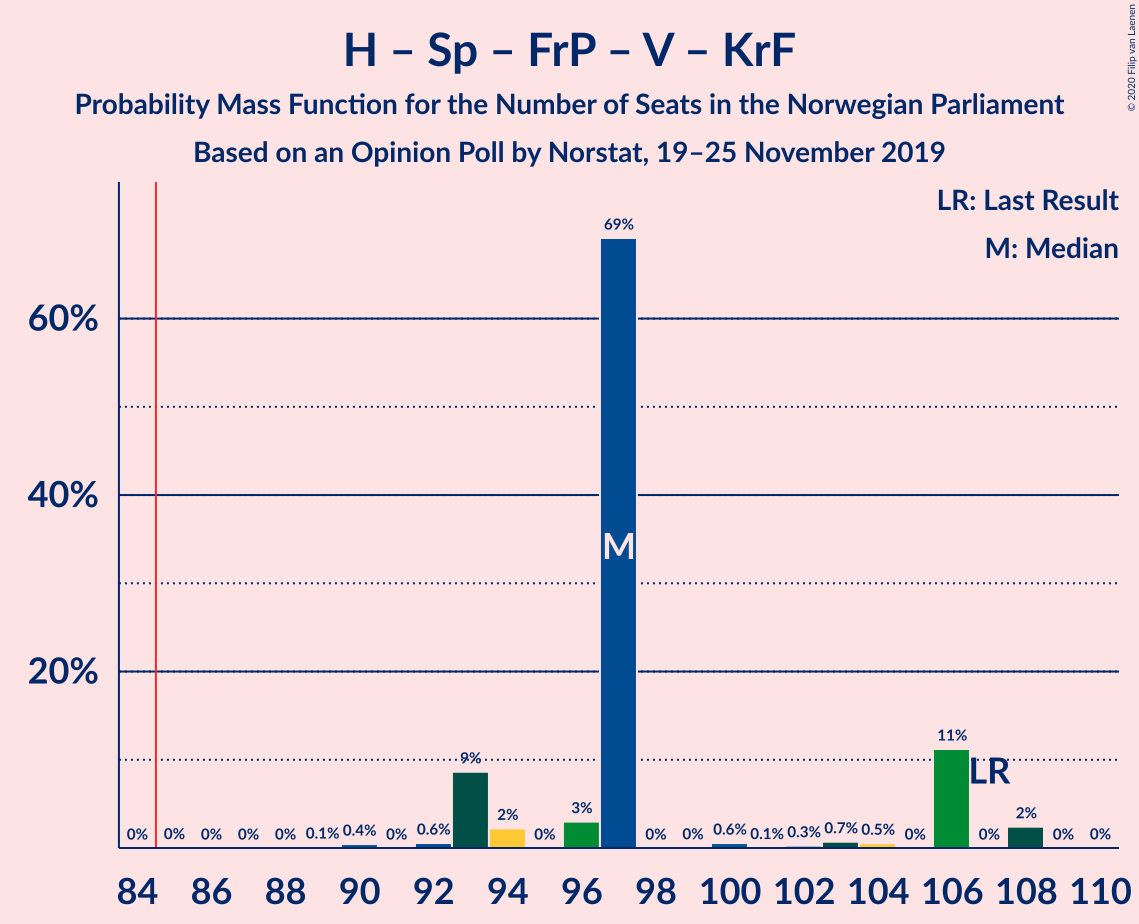 H – Sp – FrP – V – KrF
Probability Mass Function for the Number of Seats in the Norwegian Parliament
Based on an Opinion Poll by Norstat, 19–25 November 2019
© 2020 Filip van Laenen
LR: Last Result
M: Median
60%
40%
20%
69%
M
9%
2%
3%
11%
LR
2%
0% 0% 0% 0% 0% 0.1% 0.4% 0% 0.6% 0% 0% 0% 0.6% 0.1% 0.3% 0.7% 0.5% 0% 0% 0% 0%
84 86 88 90 92 94 96 98 100 102 104 106 108 110